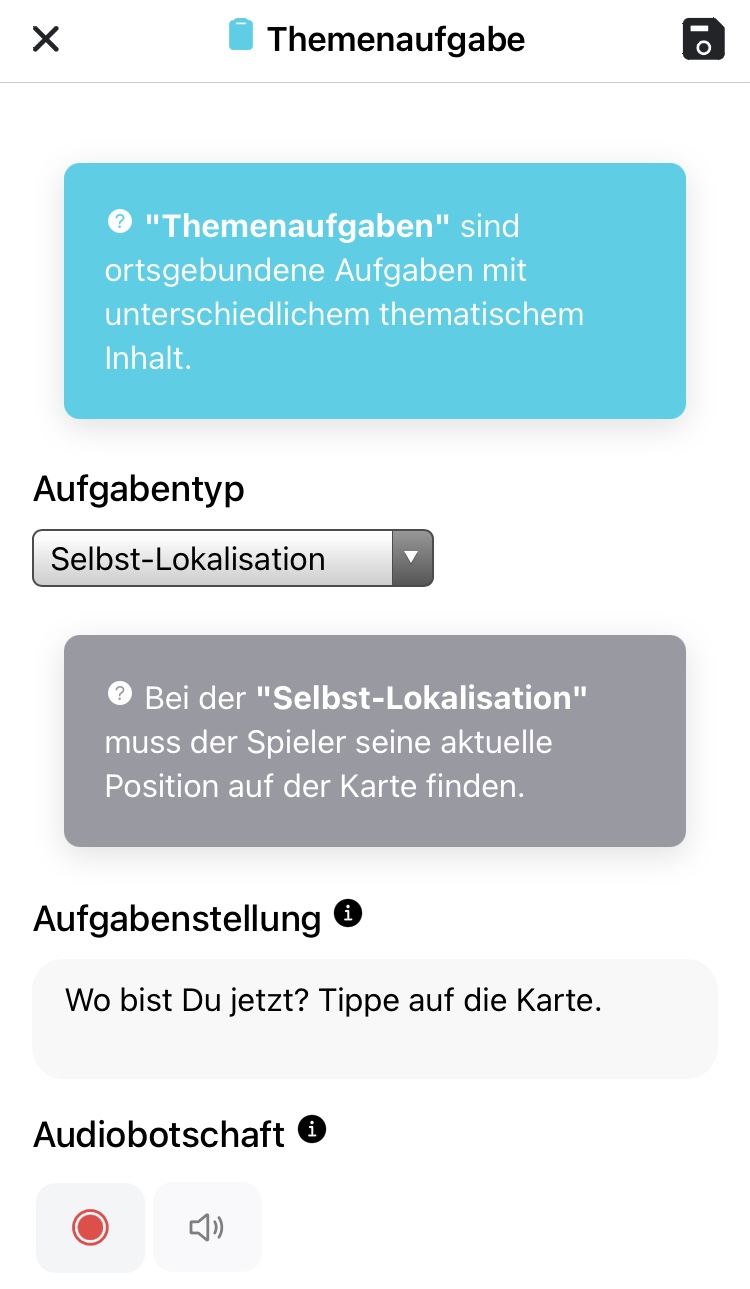 Themenaufgabe
"Themenaufgaben" sind
ortsgebundene Aufgaben mit
unterschiedlichem thematischem
Inhalt.
Aufgabentyp
Selbst-Lokalisation
Bei der "Selbst-Lokalisation"
muss der Spieler seine aktuelle
Position auf der Karte finden.
Aufgabenstellung
Wo bist Du jetzt? Tippe auf die Karte.
Audiobotschaft